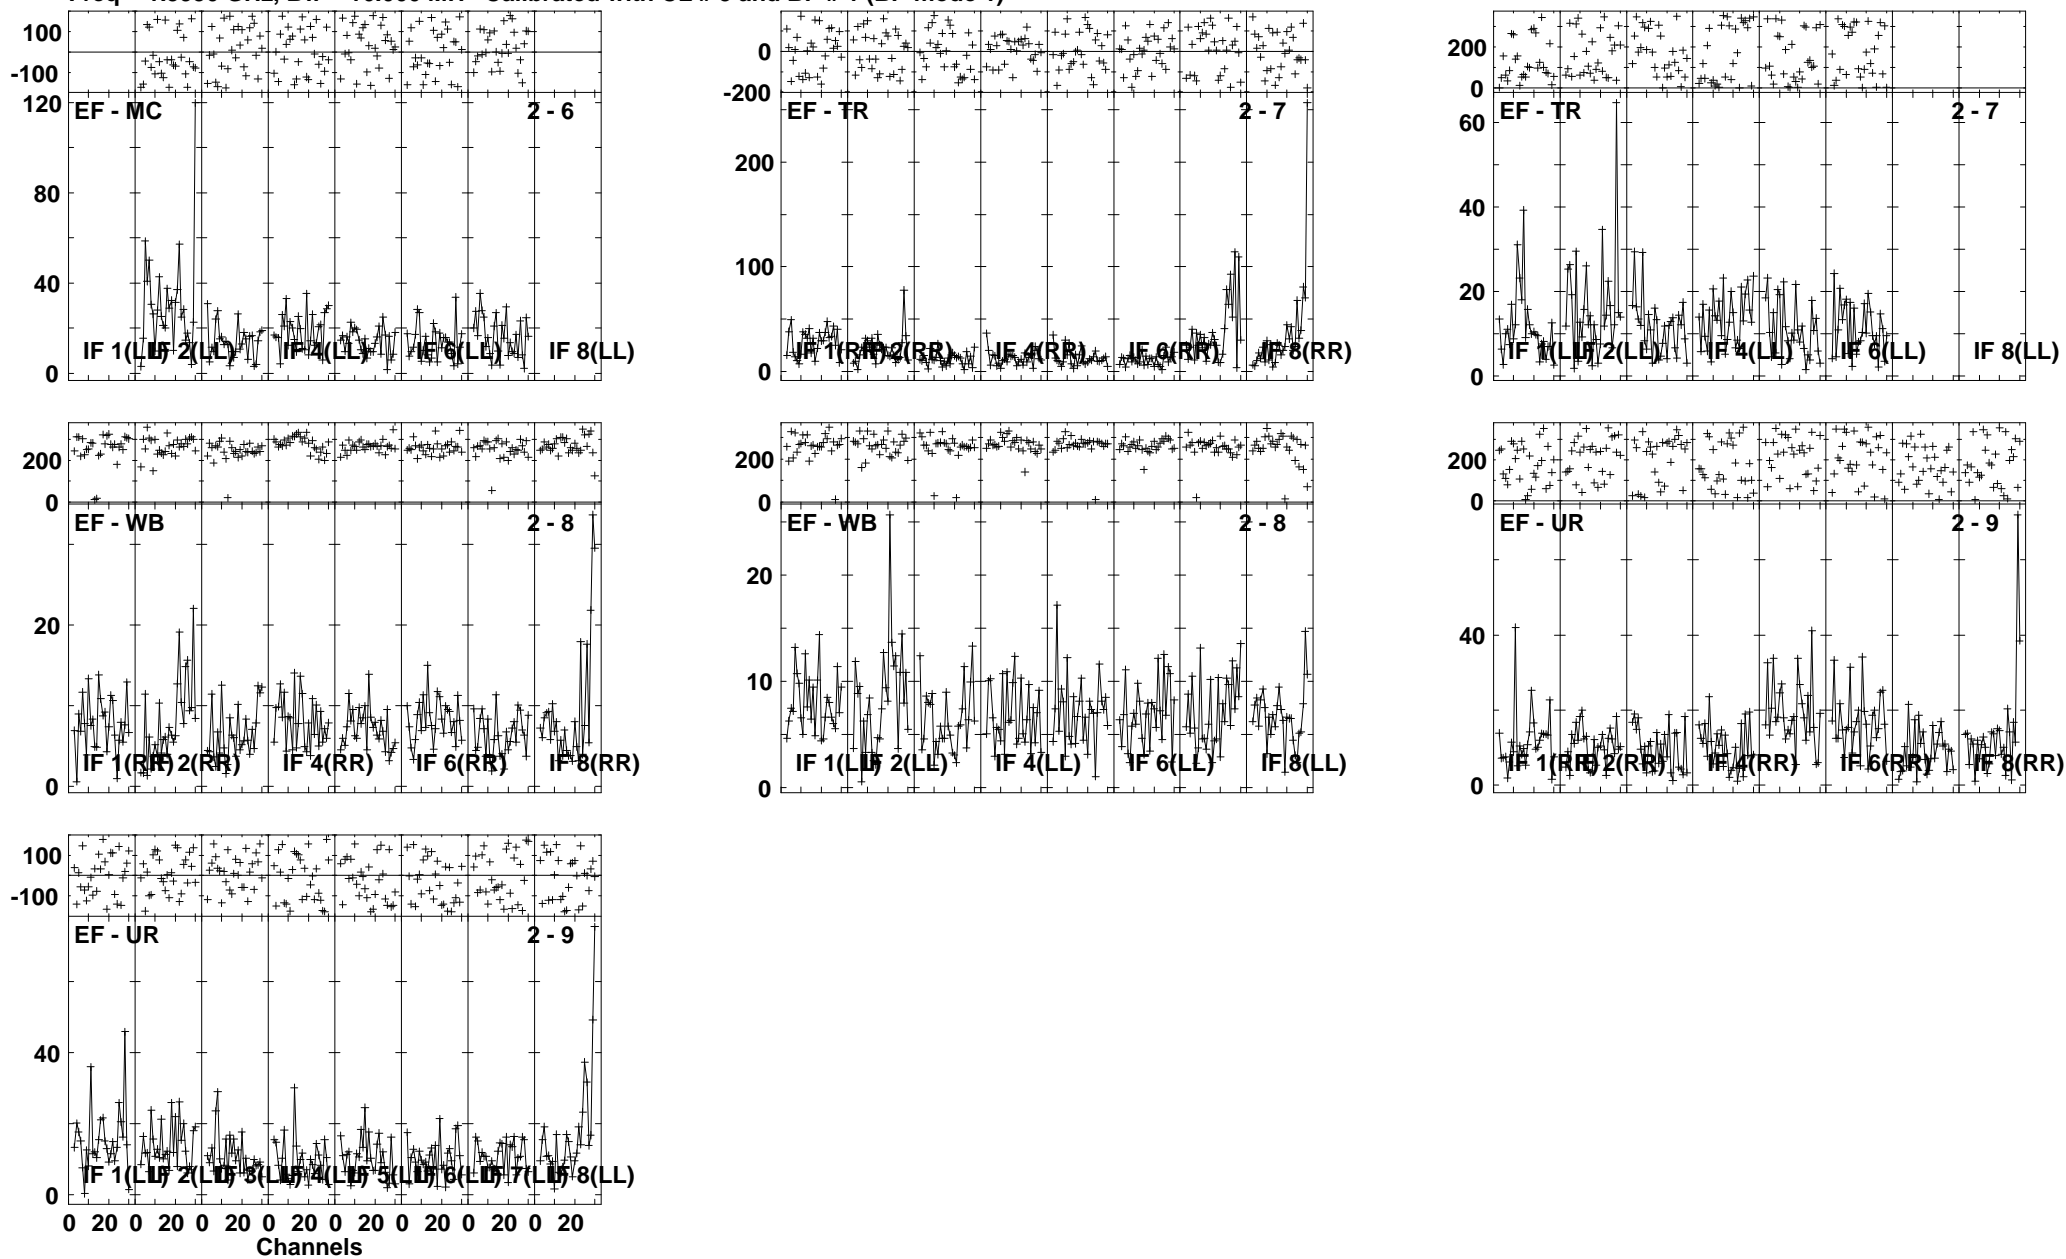 100
-100
EF - MC 2 - 6
120
80
40
0
IF 1(LL) IF 2(LL) IF 4(LL) IF 6(LL) IF 8(LL)
0
-200
EF - TR 2 - 7
200
100
0
IF 1(RR) IF 2(RR) IF 4(RR) IF 6(RR) IF 8(RR)
200
0
EF - TR 2 - 7
60
40
20
0
IF 1(LL) IF 2(LL) IF 4(LL) IF 6(LL) IF 8(LL)
200
0
EF - WB 2 - 8
20
0
IF 1(RR) IF 2(RR) IF 4(RR) IF 6(RR) IF 8(RR)
200
0
EF - WB 2 - 8
20
10
0
IF 1(LL) IF 2(LL) IF 4(LL) IF 6(LL) IF 8(LL)
200
0
EF - UR 2 - 9
40
0
IF 1(RR) IF 2(RR) IF 4(RR) IF 6(RR) IF 8(RR)
100
-100
EF - UR 2 - 9
40
0
IF 1(LL) IF 2(LL) IF 3(LL) IF 4(LL) IF 5(LL) IF 6(LL) IF 7(LL) IF 8(LL)
0 20 0 20 0 20 0 20 0 20 0 20 0 20 0 20
Channels